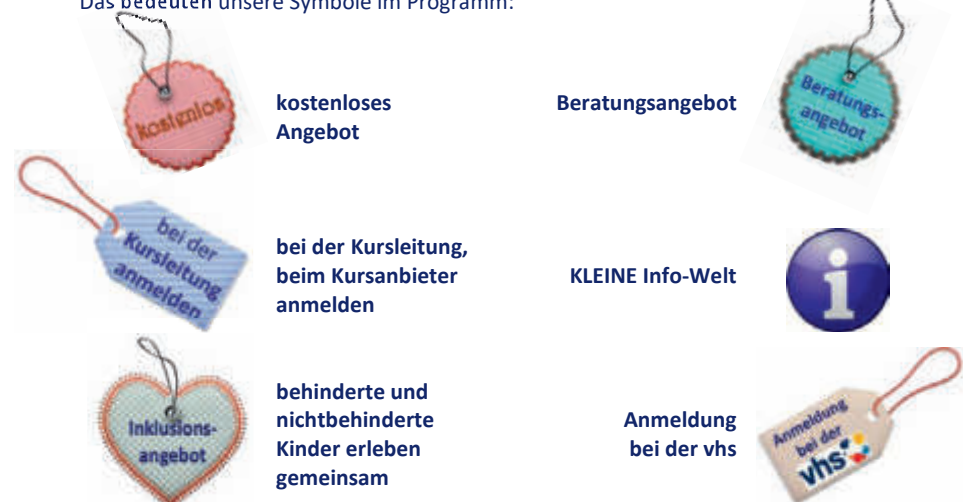 Das bedeuten unsere Symbole im Programm:
kostenlos
kostenloses
Angebot
Beratungsangebot
Beratungs-
angebot
bei der
Kursleitung
anmelden
bei der Kursleitung,
beim Kursanbieter
anmelden
KLEINE Info-Welt
i
Inklusions-
angebot
behinderte und
nichtbehinderte
Kinder erleben
gemeinsam
Anmeldung
bei der vhs
Anmeldung
bei der
vhs